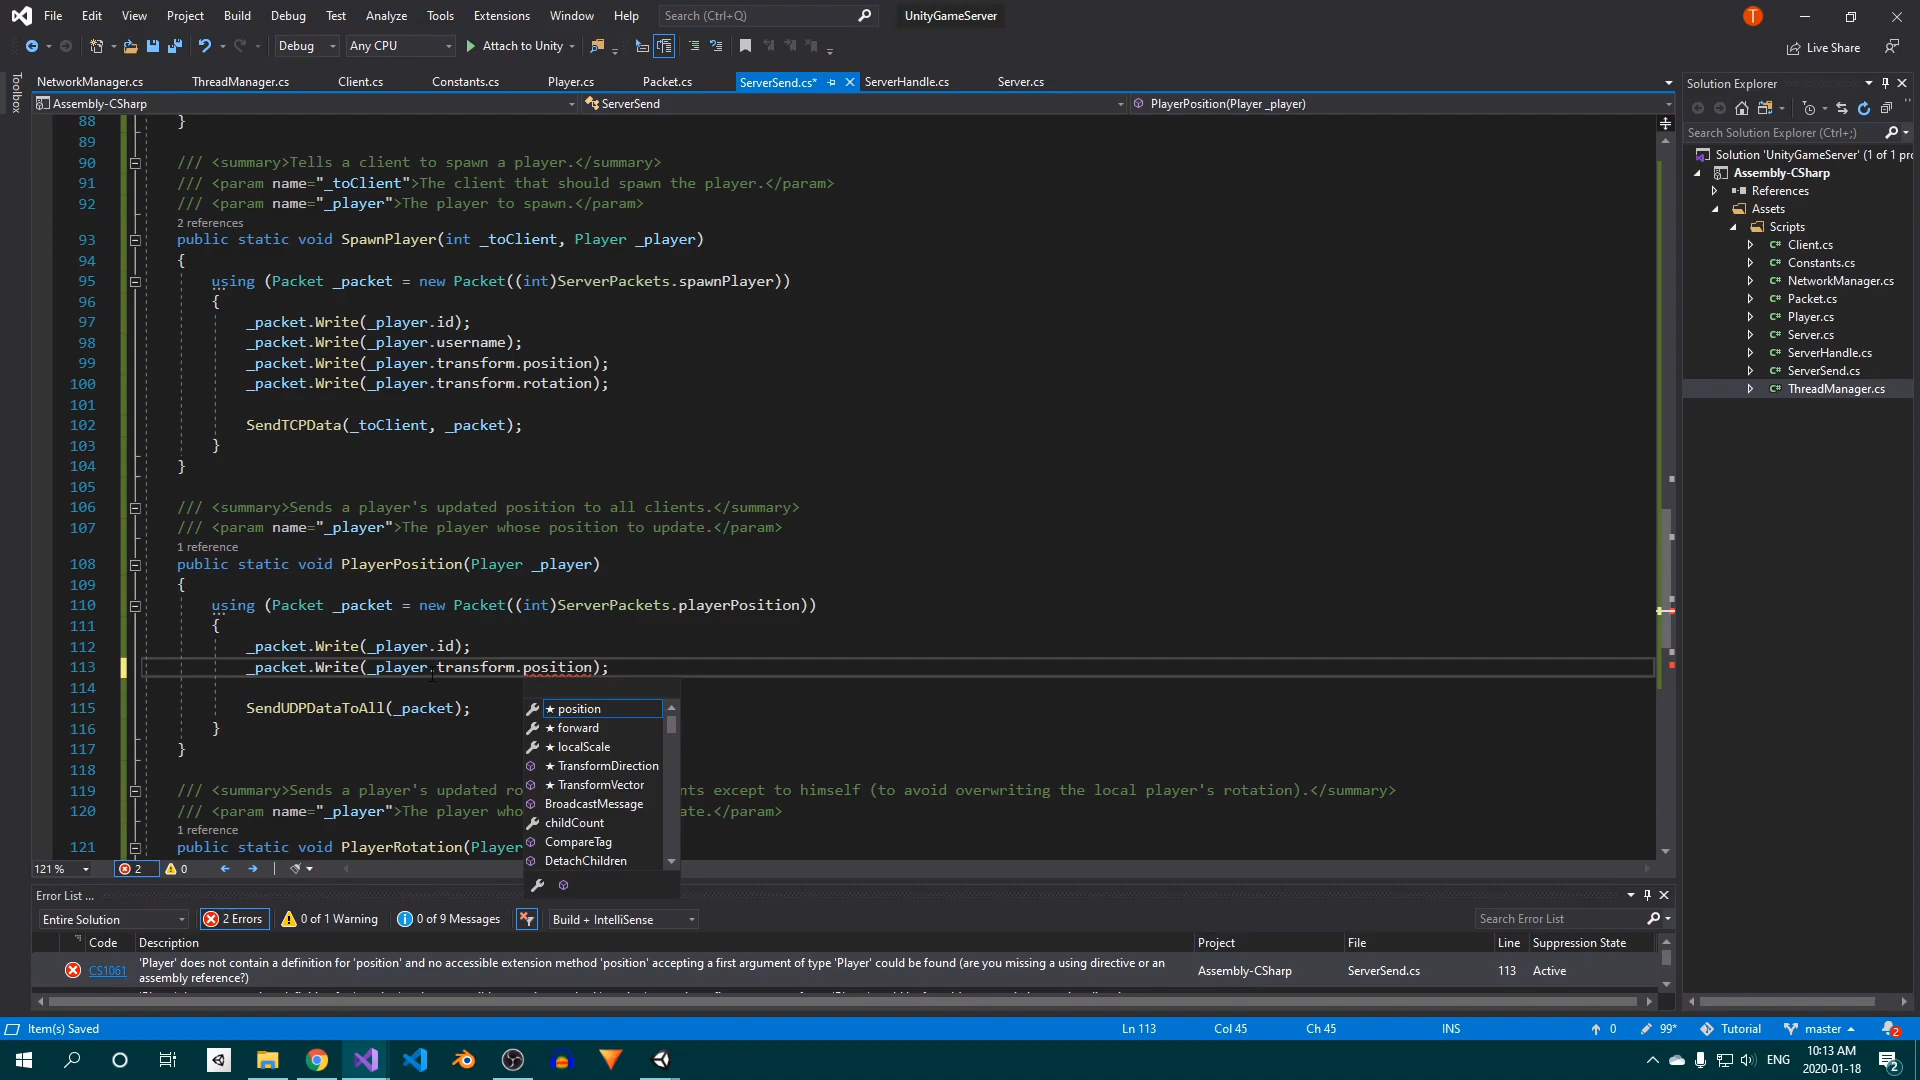 File Edit View Project Build Debug Test Analyze Tools Extensions Window Help Search (Ctrl+Q) UnityGameServer T
Debug Any CPU Attach to Unity Live Share
Toolbox
NetworkManager.cs ThreadManager.cs Client.cs Constants.cs Player.cs Packet.cs ServerSend.cs* ServerHandle.cs Server.cs
Assembly-CSharp ServerSend PlayerPosition(Player _player)
88 }
89
90 /// <summary>Tells a client to spawn a player.</summary>
91 /// <param name="_toClient">The client that should spawn the player.</param>
92 /// <param name="_player">The player to spawn.</param>
2 references
93 public static void SpawnPlayer(int _toClient, Player _player)
94 {
95 using (Packet _packet = new Packet((int)ServerPackets.spawnPlayer))
96 {
97 _packet.Write(_player.id);
98 _packet.Write(_player.username);
99 _packet.Write(_player.transform.position);
100 _packet.Write(_player.transform.rotation);
101
102 SendTCPData(_toClient, _packet);
103 }
104 }
105
106 /// <summary>Sends a player's updated position to all clients.</summary>
107 /// <param name="_player">The player whose position to update.</param>
1 reference
108 public static void PlayerPosition(Player _player)
109 {
110 using (Packet _packet = new Packet((int)ServerPackets.playerPosition))
111 {
112 _packet.Write(_player.id);
113 _packet.Write(_player.transform.position);
114
115 SendUDPDataToAll(_packet);
116 }
117 }
118
119 /// <summary>Sends a player's updated ro nts except to himself (to avoid overwriting the local player's rotation).</summary>
120 /// <param name="_player">The player who ate.</param>
1 reference
121 public static void PlayerRotation(Player
★ position
★ forward
★ localScale
★ TransformDirection
★ TransformVector
BroadcastMessage
childCount
CompareTag
DetachChildren
121 % 2 0
Error List ...
Entire Solution 2 Errors 0 of 1 Warning 0 of 9 Messages Build + IntelliSense Search Error List
Code Description Project File Line Suppression State
CS1061 'Player' does not contain a definition for 'position' and no accessible extension method 'position' accepting a first argument of type 'Player' could be found (are you missing a using directive or an assembly reference?) Assembly-CSharp ServerSend.cs 113 Active
Solution Explorer
Search Solution Explorer (Ctrl+;)
Solution 'UnityGameServer' (1 of 1 pro
Assembly-CSharp
References
Assets
Scripts
Client.cs
Constants.cs
NetworkManager.cs
Packet.cs
Player.cs
Server.cs
ServerHandle.cs
ServerSend.cs
ThreadManager.cs
Item(s) Saved Ln 113 Col 45 Ch 45 INS 0 99* Tutorial master 2
ENG 10:13 AM
2020-01-18 2